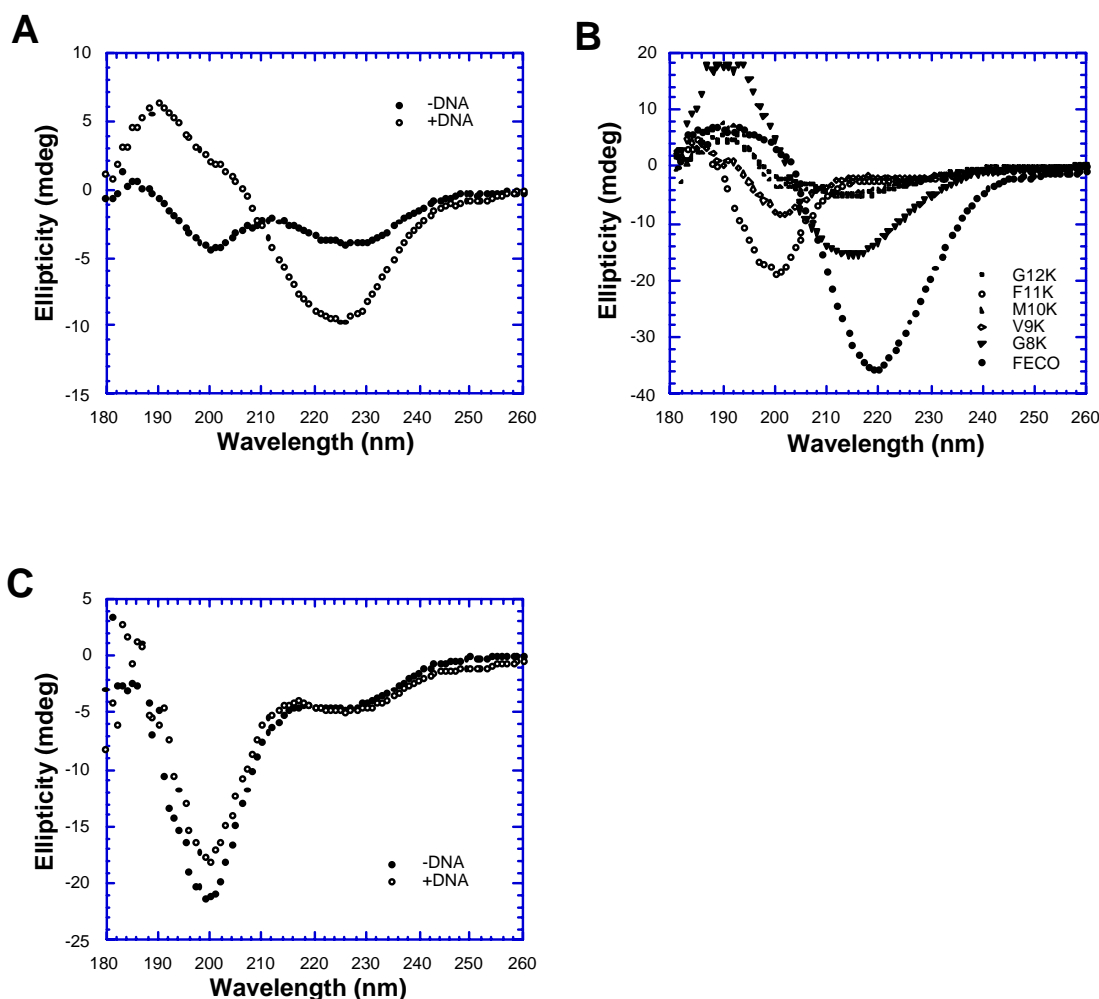 A
10
5
0
-5
-10
-15
Ellipticity (mdeg)
-DNA
+DNA
180 190 200 210 220 230 240 250 260
Wavelength (nm)
B
20
10
0
-10
-20
-30
-40
Ellipticity (mdeg)
G12K
F11K
M10K
V9K
G8K
FECO
180 190 200 210 220 230 240 250 260
Wavelength (nm)
C
5
0
-5
-10
-15
-20
-25
Ellipticity (mdeg)
-DNA
+DNA
180 190 200 210 220 230 240 250 260
Wavelength (nm)